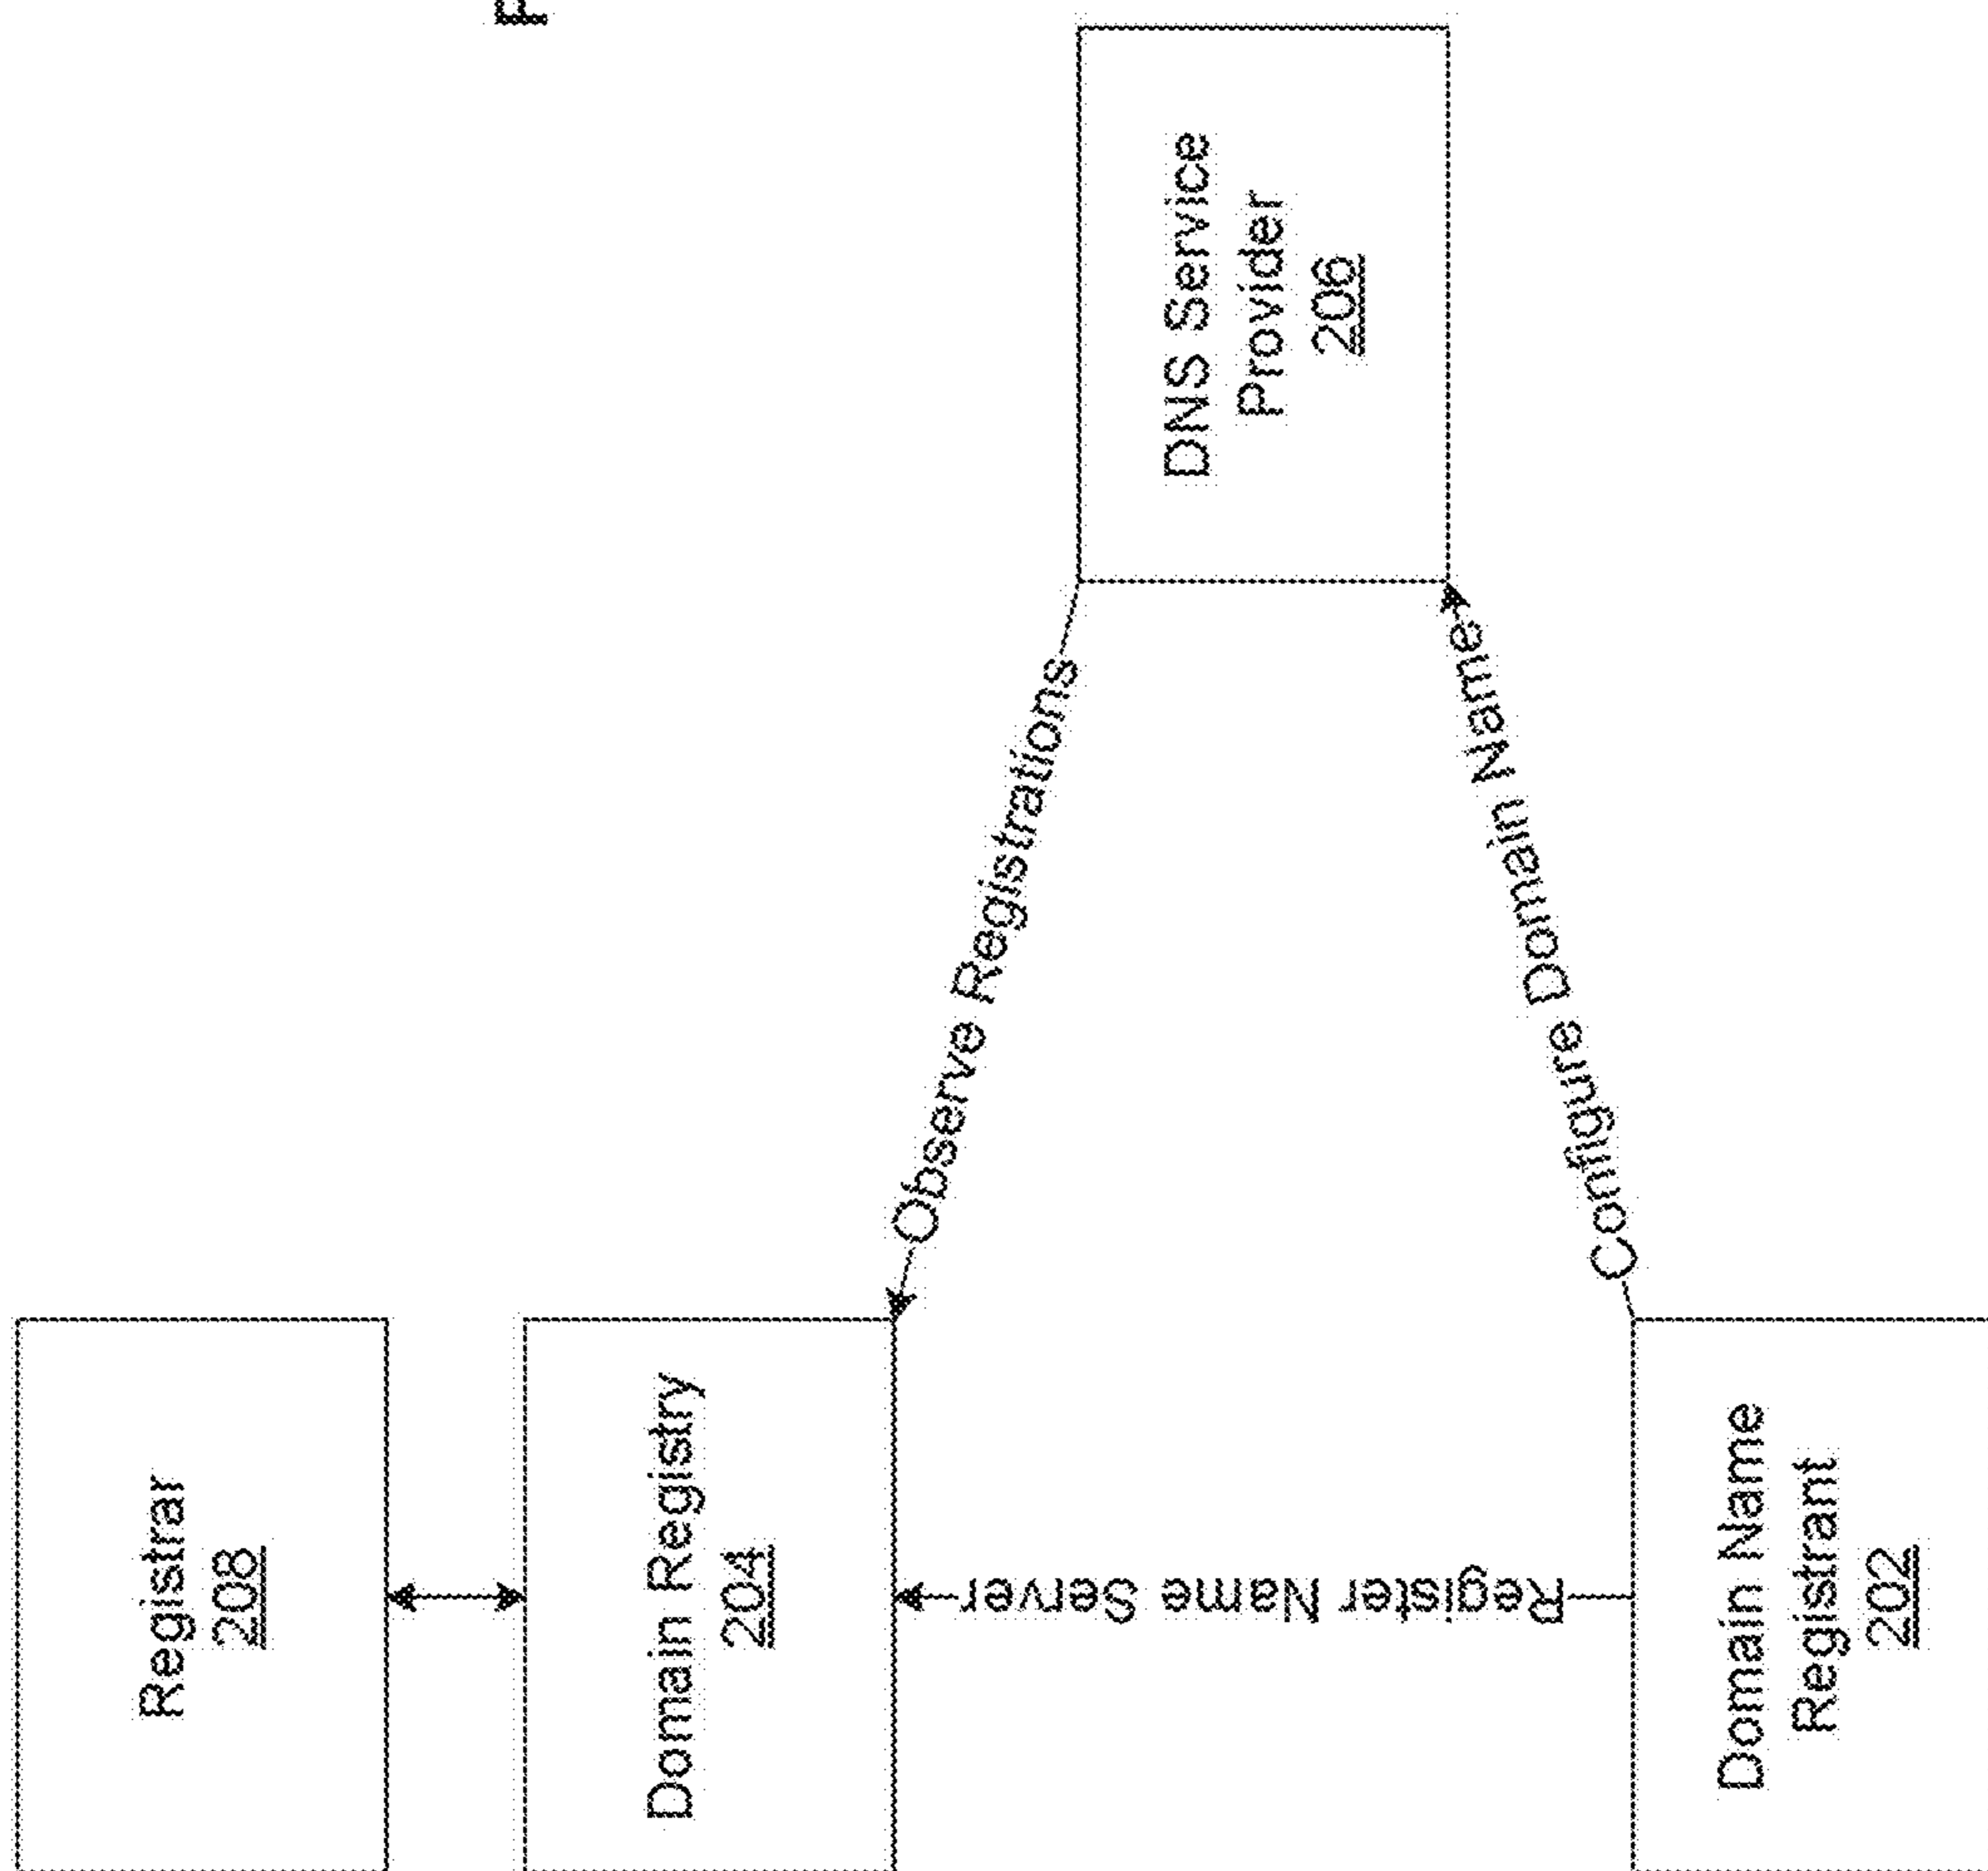 Registrar
208
Domain Registry
204
Observe Registrations
DNS Service
Provider
206
Register Name Server
Configure Domain Name
Domain Name
Registrant
202